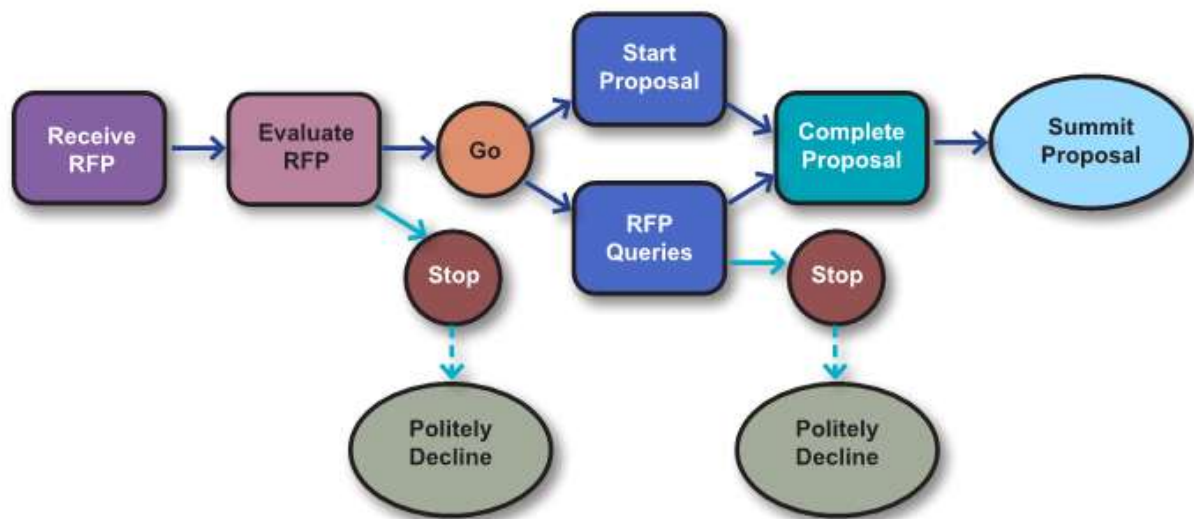 Receive
RFP
Evaluate
RFP
Go
Start
Proposal
RFP
Queries
Complete
Proposal
Summit
Proposal
Stop
Stop
Politely
Decline
Politely
Decline